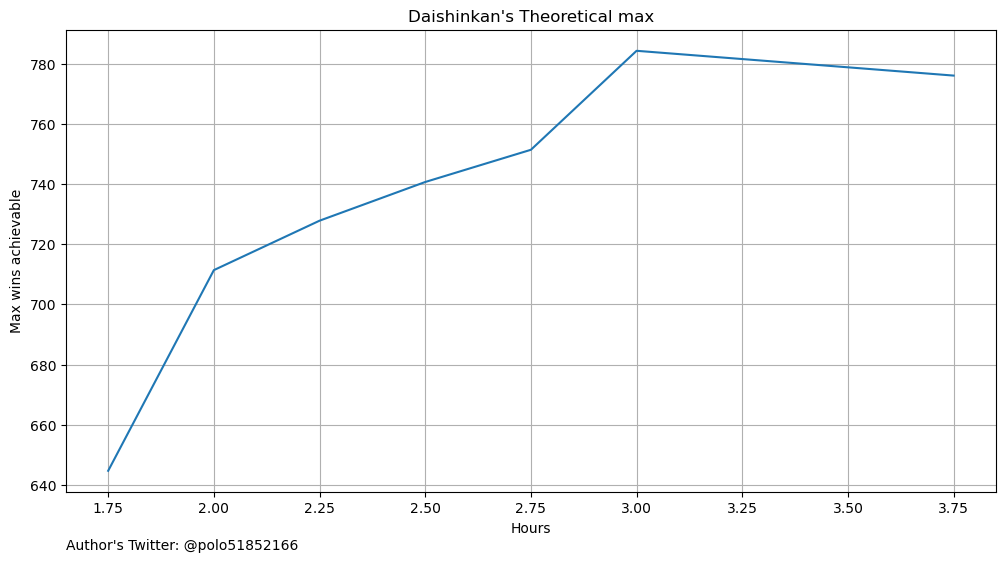 Daishinkan's Theoretical max
780
760
740
720
700
680
660
640
Max wins achievable
1.75 2.00 2.25 2.50 2.75 3.00 3.25 3.50 3.75
Hours
Author's Twitter: @polo51852166